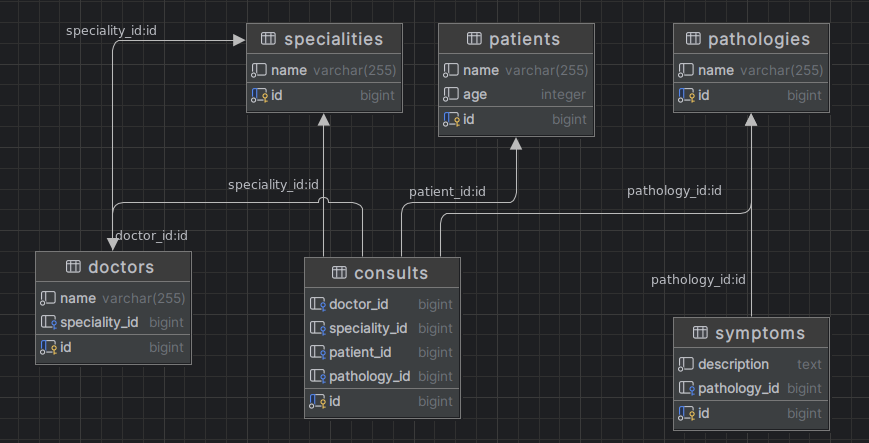 speciality_id:id
specialities
name varchar(255)
id bigint
patients
name varchar(255)
age integer
id bigint
pathologies
name varchar(255)
id bigint
speciality_id:id
patient_id:id
pathology_id:id
doctor_id:id
doctors
name varchar(255)
speciality_id bigint
id bigint
consults
doctor_id bigint
speciality_id bigint
patient_id bigint
pathology_id bigint
id bigint
pathology_id:id
symptoms
description text
pathology_id bigint
id bigint